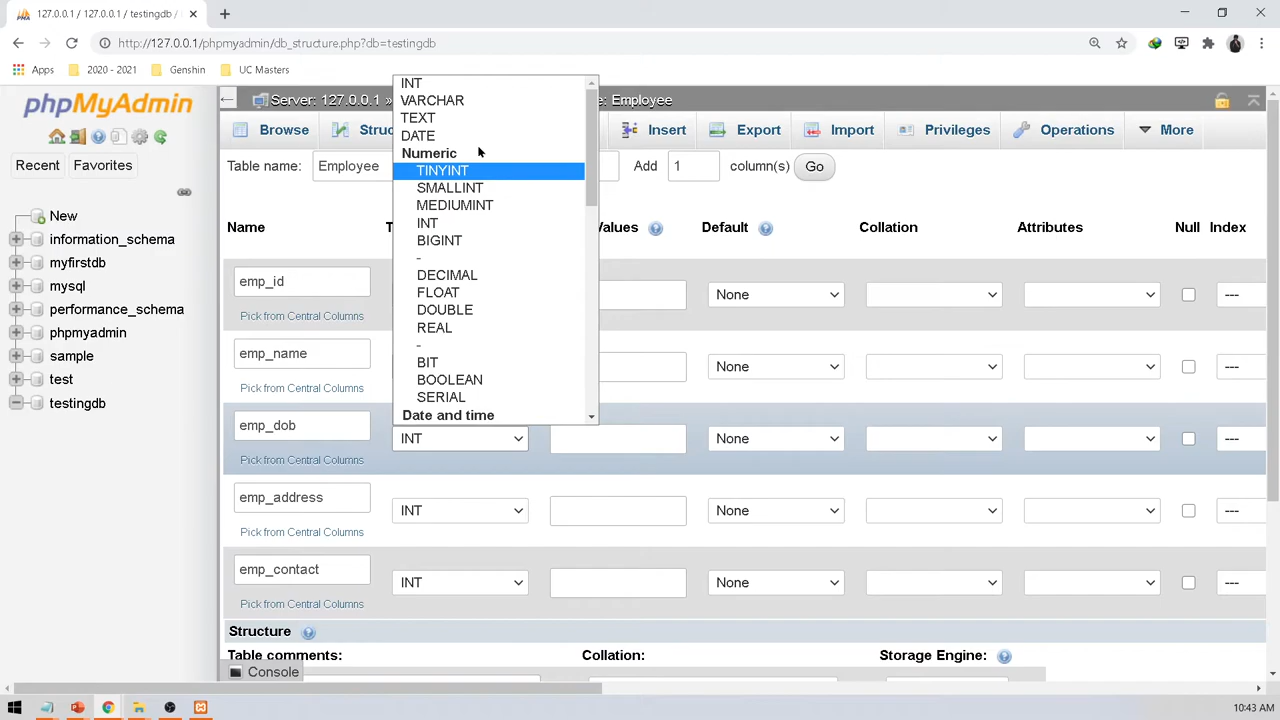 127.0.0.1 / 127.0.0.1 / testingdb /
http://127.0.0.1/phpmyadmin/db_structure.php?db=testingdb
Apps 2020 - 2021 Genshin UC Masters
phpMyAdmin
Recent Favorites
New
information_schema
myfirstdb
mysql
performance_schema
phpmyadmin
sample
test
testingdb
Server: 127.0.0.1 » e: Employee
Browse Struc Insert Export Import Privileges Operations More
Table name: Employee Add 1 column(s) Go
Name T Values Default Collation Attributes Null Index
INT
VARCHAR
TEXT
DATE
Numeric
TINYINT
SMALLINT
MEDIUMINT
INT
BIGINT
-
DECIMAL
FLOAT
DOUBLE
REAL
-
BIT
BOOLEAN
SERIAL
Date and time
emp_id None ---
Pick from Central Columns
emp_name None ---
Pick from Central Columns
emp_dob INT None ---
Pick from Central Columns
emp_address INT None ---
Pick from Central Columns
emp_contact INT None ---
Pick from Central Columns
Structure
Table comments: Collation: Storage Engine:
Console
10:43 AM